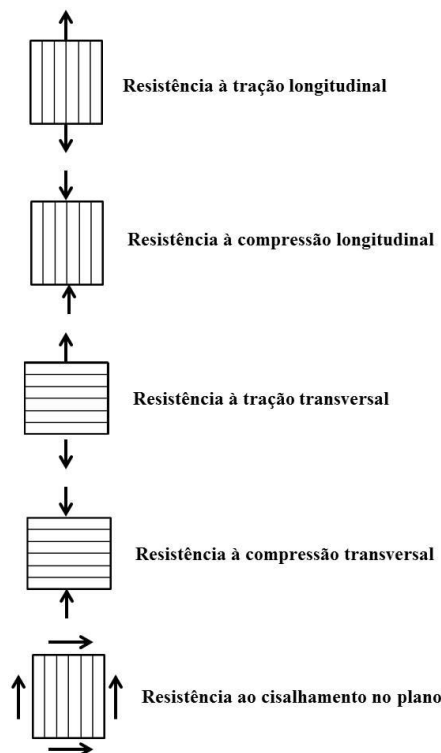 Resistência à tração longitudinal
Resistência à compressão longitudinal
Resistência à tração transversal
Resistência à compressão transversal
Resistência ao cisalhamento no plano